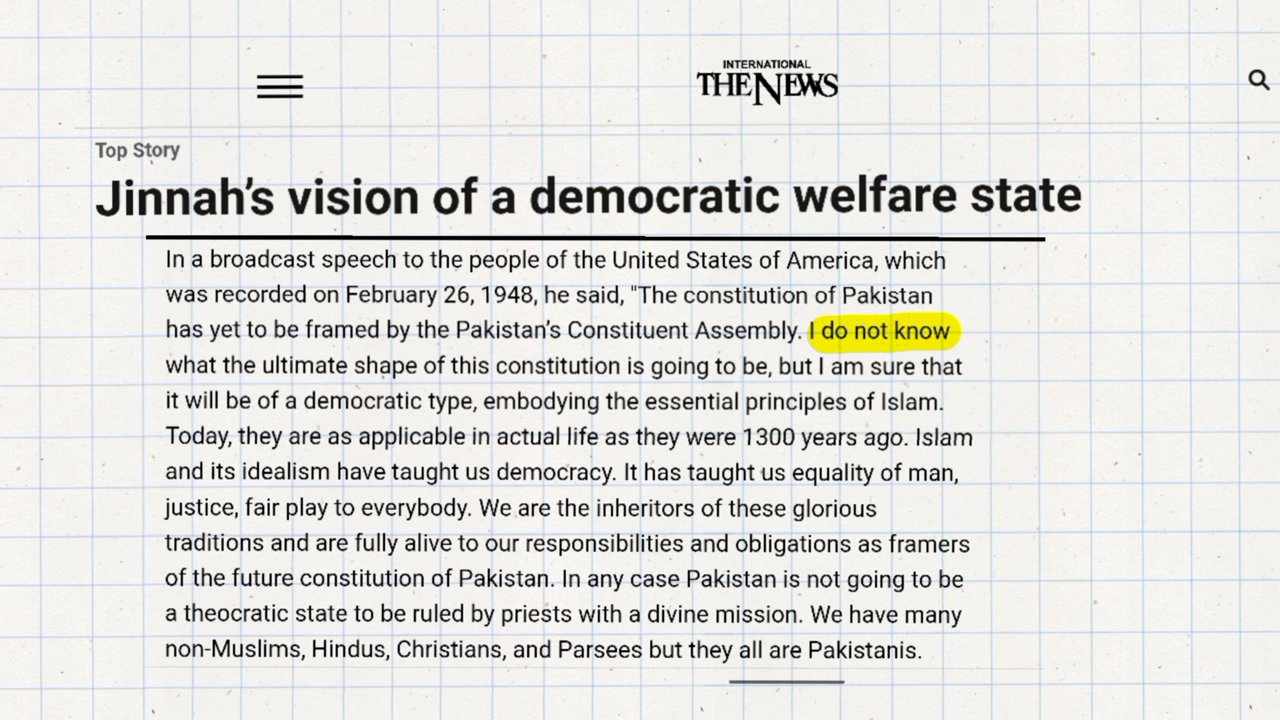 INTERNATIONAL
THE NEWS
Top Story
Jinnah's vision of a democratic welfare state
In a broadcast speech to the people of the United States of America, which
was recorded on February 26, 1948, he said, "The constitution of Pakistan
has yet to be framed by the Pakistan's Constituent Assembly. I do not know
what the ultimate shape of this constitution is going to be, but I am sure that
it will be of a democratic type, embodying the essential principles of Islam.
Today, they are as applicable in actual life as they were 1300 years ago. Islam
and its idealism have taught us democracy. It has taught us equality of man,
justice, fair play to everybody. We are the inheritors of these glorious
traditions and are fully alive to our responsibilities and obligations as framers
of the future constitution of Pakistan. In any case Pakistan is not going to be
a theocratic state to be ruled by priests with a divine mission. We have many
non-Muslims, Hindus, Christians, and Parsees but they all are Pakistanis.